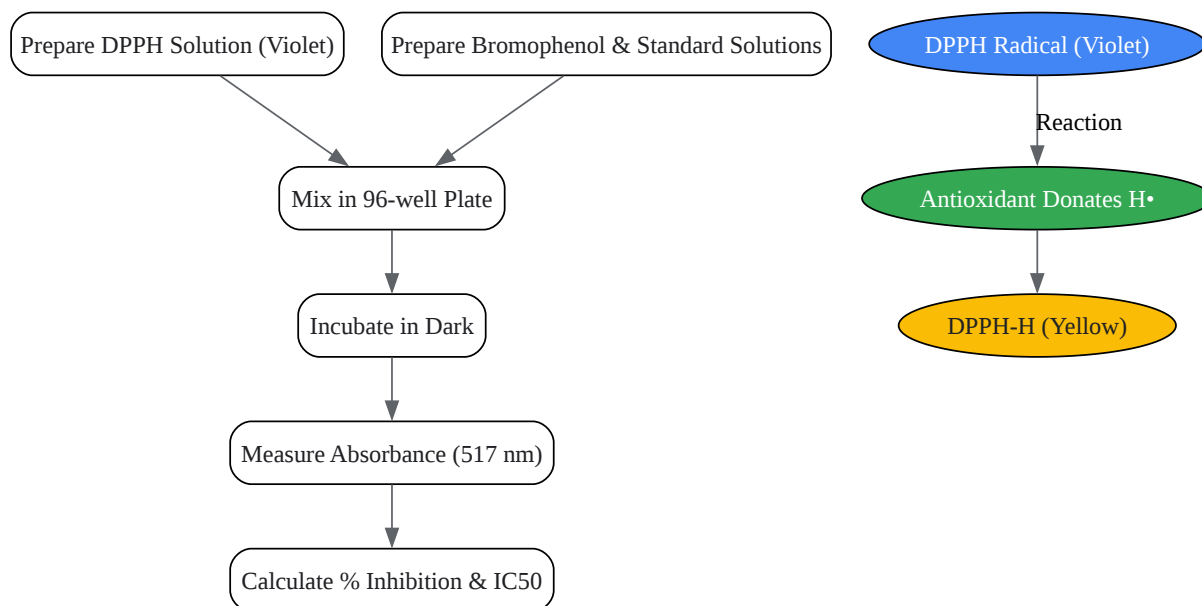 Prepare DPPH Solution (Violet)
Prepare Bromophenol & Standard Solutions
Mix in 96-well Plate
Incubate in Dark
Measure Absorbance (517 nm)
Calculate % Inhibition & IC50
DPPH Radical (Violet)
Reaction
Antioxidant Donates H•
DPPH-H (Yellow)